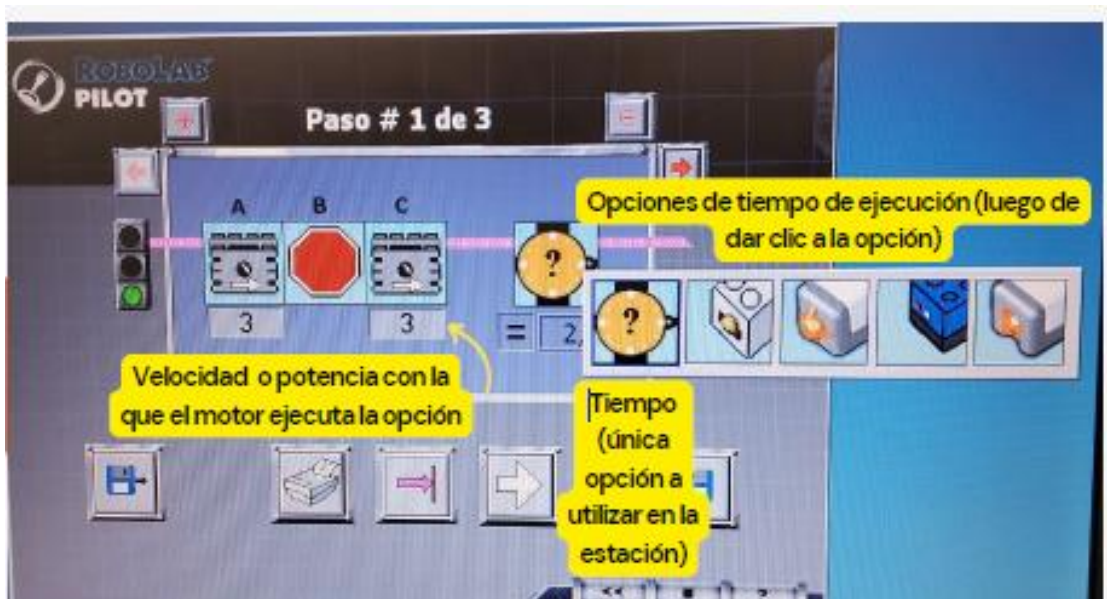 ROBOLAB
PILOT
Paso # 1 de 3
A B C
Opciones de tiempo de ejecución (luego de
dar clic a la opción)
? ?
3 3
= 2,
Velocidad o potencia con la
que el motor ejecuta la opción
Tiempo
(única
opción a
utilizar en la
estación)